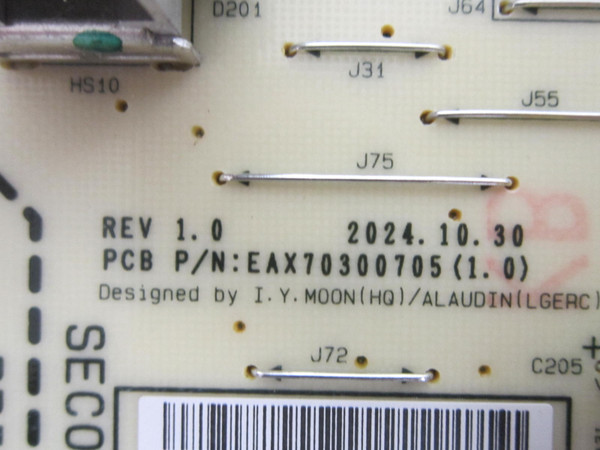 D201
J64
J31
HS10
J55
J75
REV 1.0 2024.10.30
PCB P/N:EAX70300705(1.0)
Designed by I.Y.MOON(HQ)/ALAUDIN(LGERC)
J72
C205 +
SECO